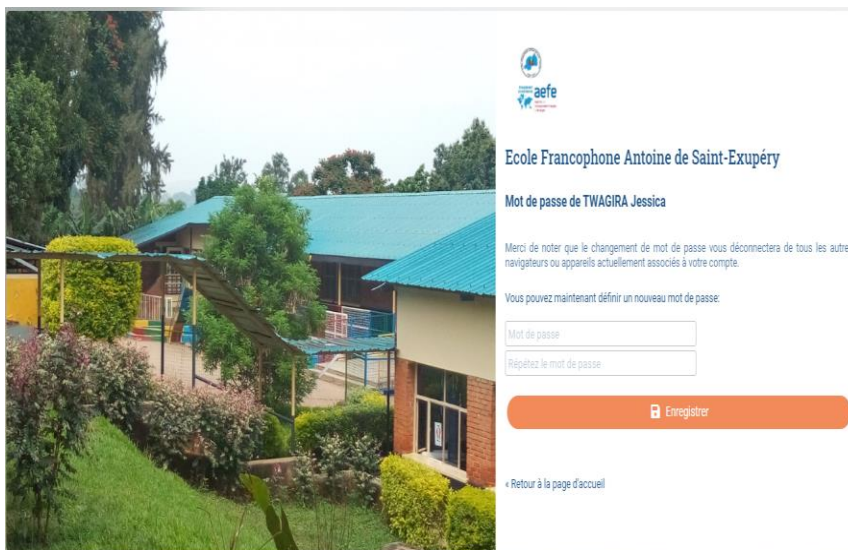 aefe
Ecole Francophone Antoine de Saint-Exupéry
Mot de passe de TWAGIRA Jessica
Merci de noter que le changement de mot de passe vous déconnectera de tous les autre
navigateurs ou appareils actuellement associés à votre compte.
Vous pouvez maintenant définir un nouveau mot de passe:
Mot de passe
Répétez le mot de passe
Enregistrer
« Retour à la page d'accueil